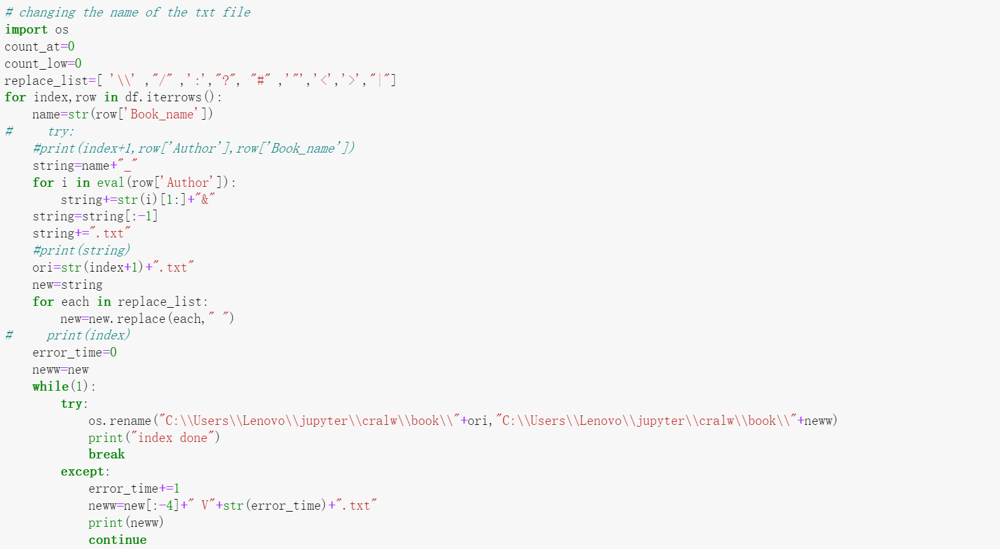 # changing the name of the txt file
import os
count_at=0
count_low=0
replace_list=[ '\\' ,"/" ,':',"?", "#" ,'"','<','>',"|"]
for index,row in df.iterrows():
    name=str(row['Book_name'])
#     try:
    #print(index+1,row['Author'],row['Book_name'])
    string=name+"_"
    for i in eval(row['Author']):
        string+=str(i)[1:]+"&"
    string=string[:-1]
    string+=".txt"
    #print(string)
    ori=str(index+1)+".txt"
    new=string
    for each in replace_list:
        new=new.replace(each," ")
#     print(index)
    error_time=0
    neww=new
    while(1):
        try:
            os.rename("C:\\Users\\Lenovo\\jupyter\\cralw\\book\\"+ori,"C:\\Users\\Lenovo\\jupyter\\cralw\\book\\"+neww)
            print("index done")
            break
        except:
            error_time+=1
            neww=new[:-4]+" V"+str(error_time)+".txt"
            print(neww)
            continue